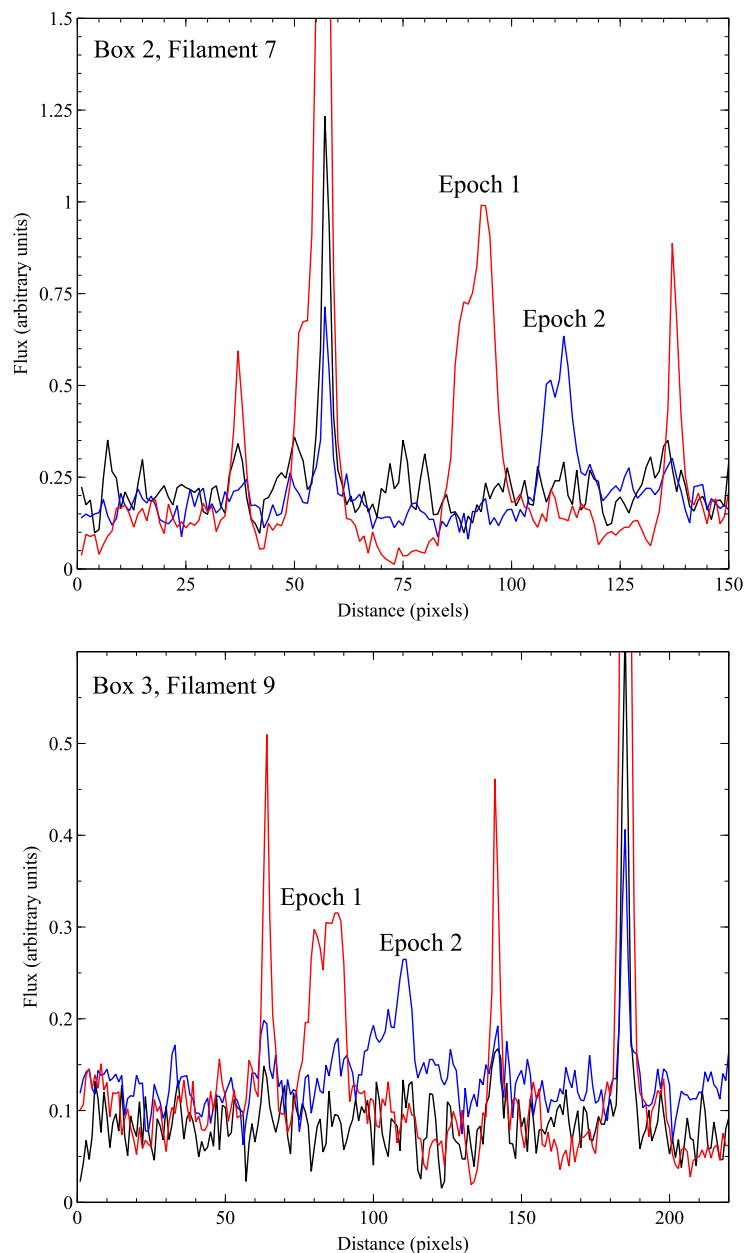 Box 2, Filament 7
1.5
1.25
1
0.75
0.5
0.25
0
Flux (arbitrary units)
Epoch 1
Epoch 2
0 25 50 75 100 125 150
Distance (pixels)
Box 3, Filament 9
0.5
0.4
0.3
0.2
0.1
0
Flux (arbitrary units)
Epoch 1
Epoch 2
0 50 100 150 200
Distance (pixels)